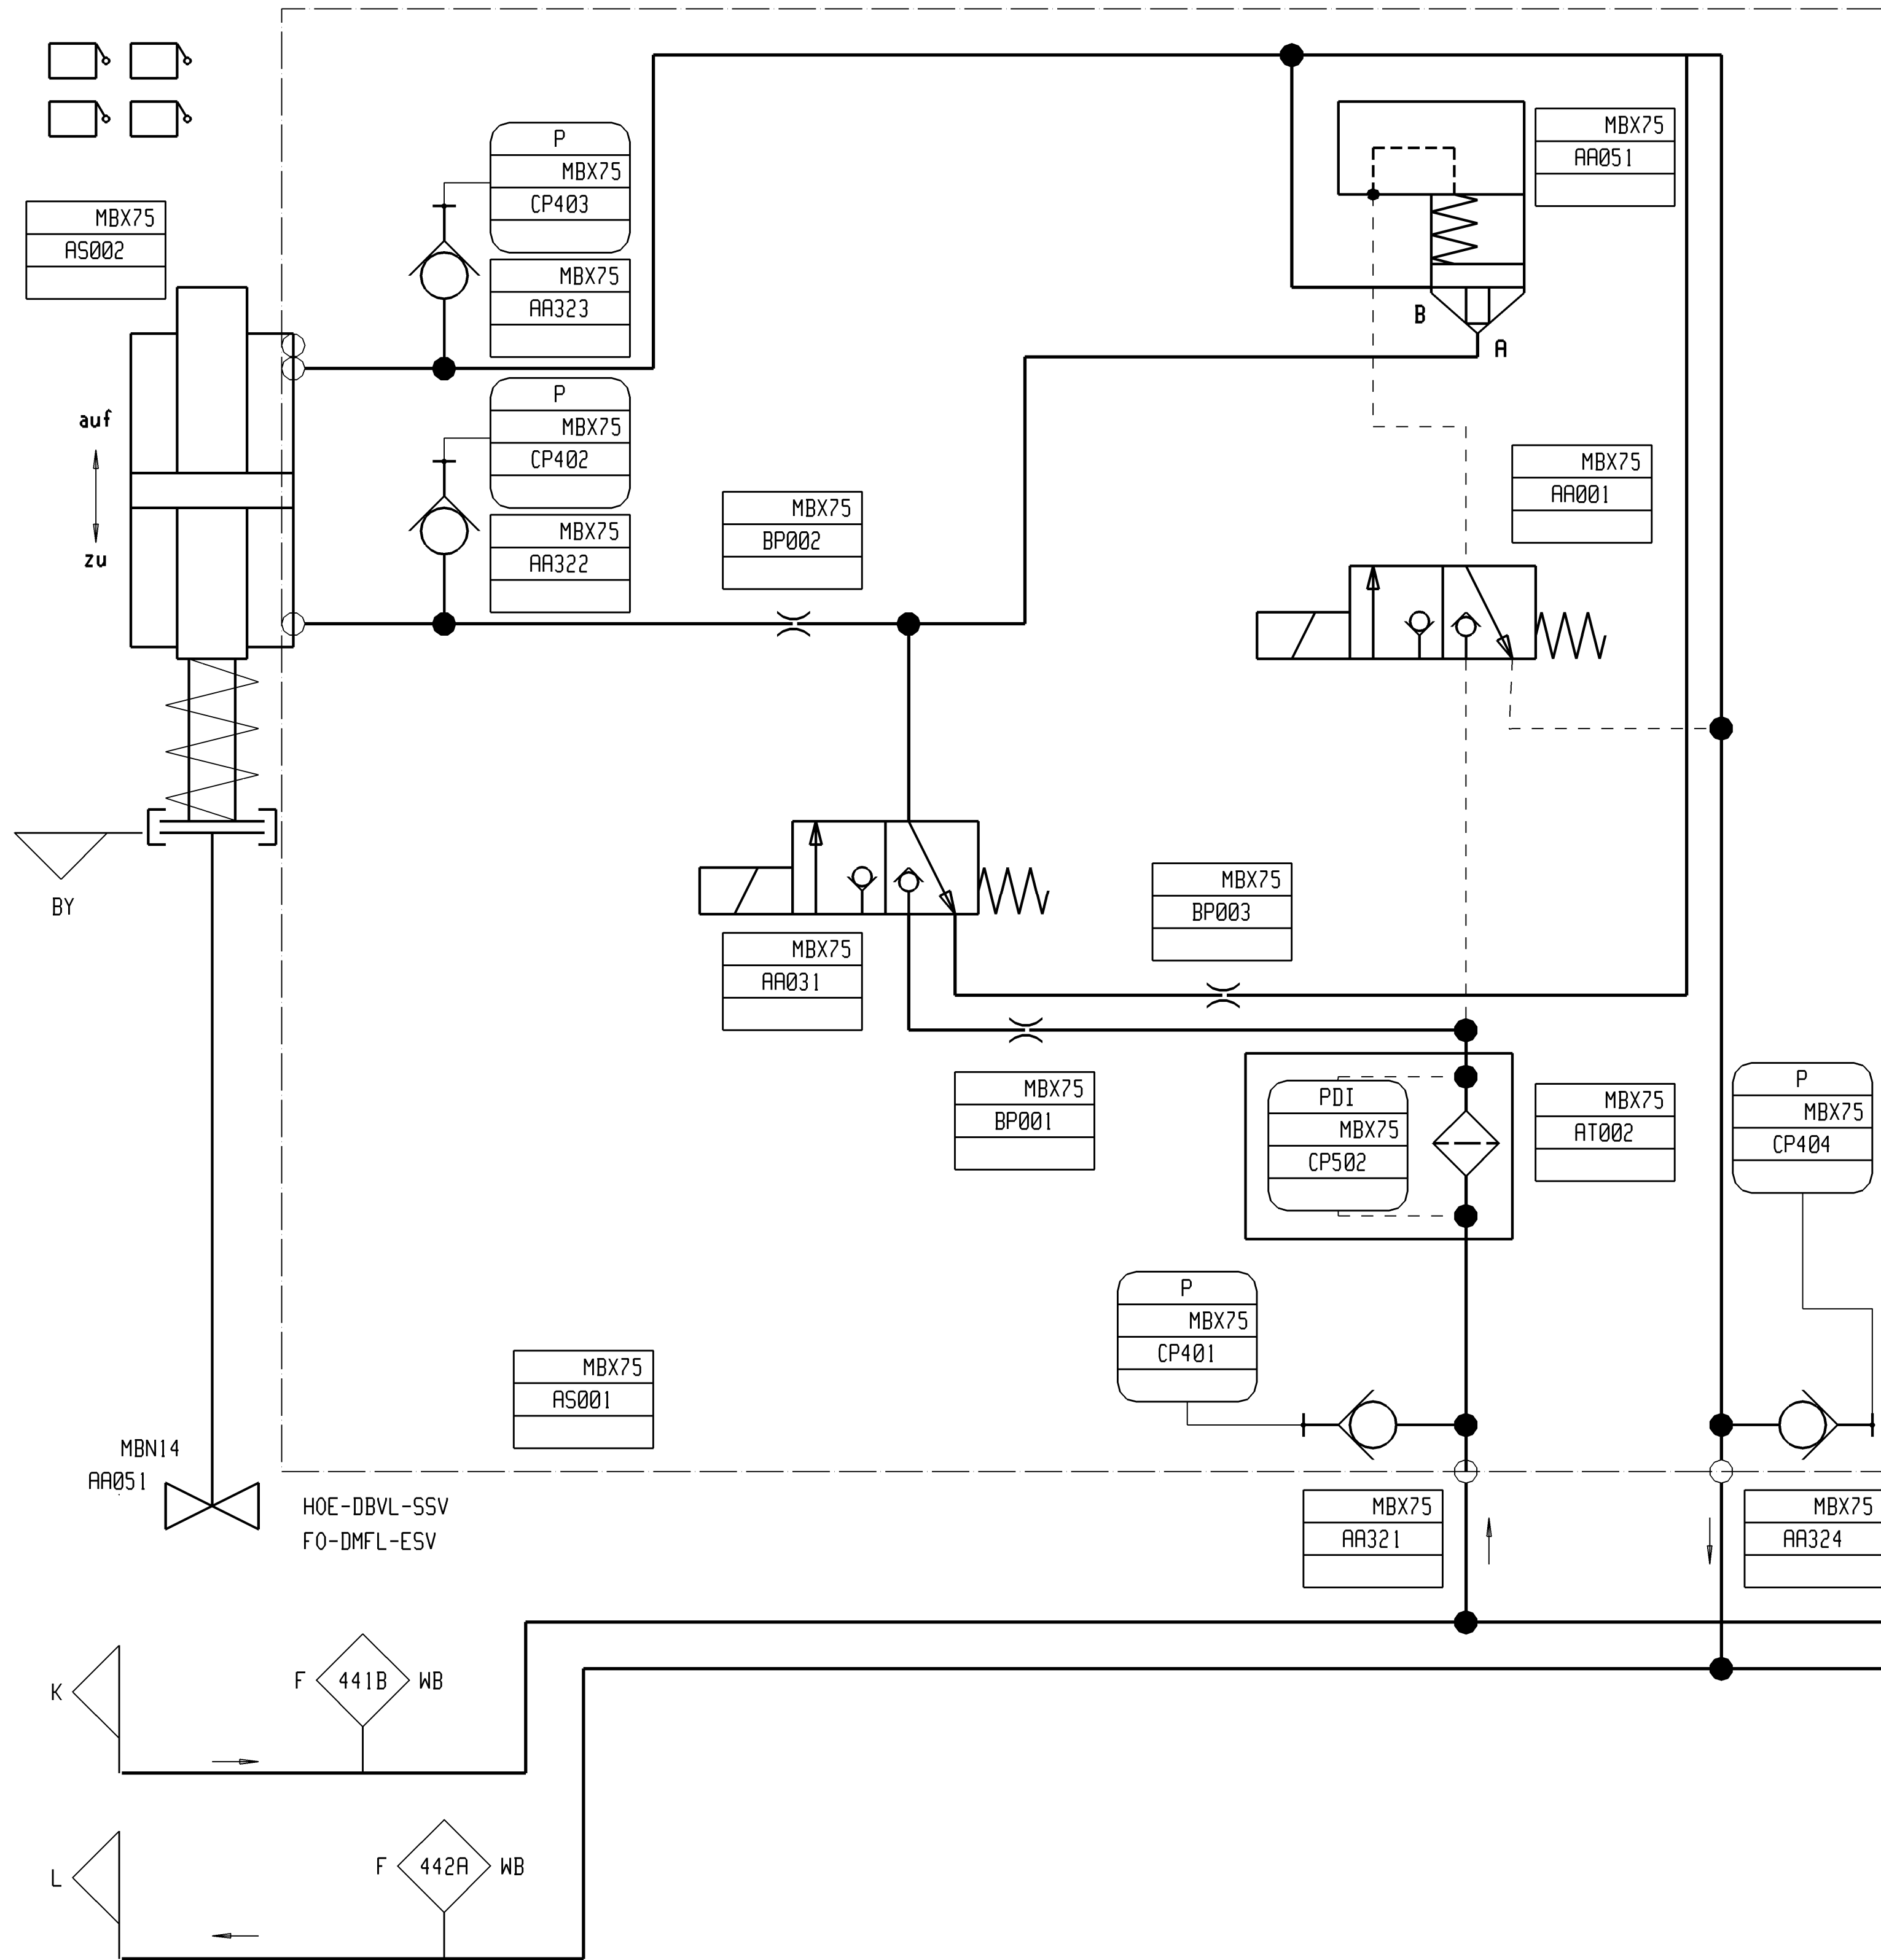 MBX75
AS002
P
MBX75
CP403
MBX75
AA323
MBX75
AA051
B
A
auf
zu
P
MBX75
CP402
MBX75
AA322
MBX75
BP002
MBX75
AA001
BY
MBX75
AA031
MBX75
BP003
MBX75
BP001
PDI
MBX75
CP502
MBX75
AT002
P
MBX75
CP404
P
MBX75
CP401
MBX75
AS001
MBN14
AA051
HOE-DBVL-SSV
FO-DMFL-ESV
MBX75
AA321
MBX75
AA324
K
F 441B WB
L
F 442A WB